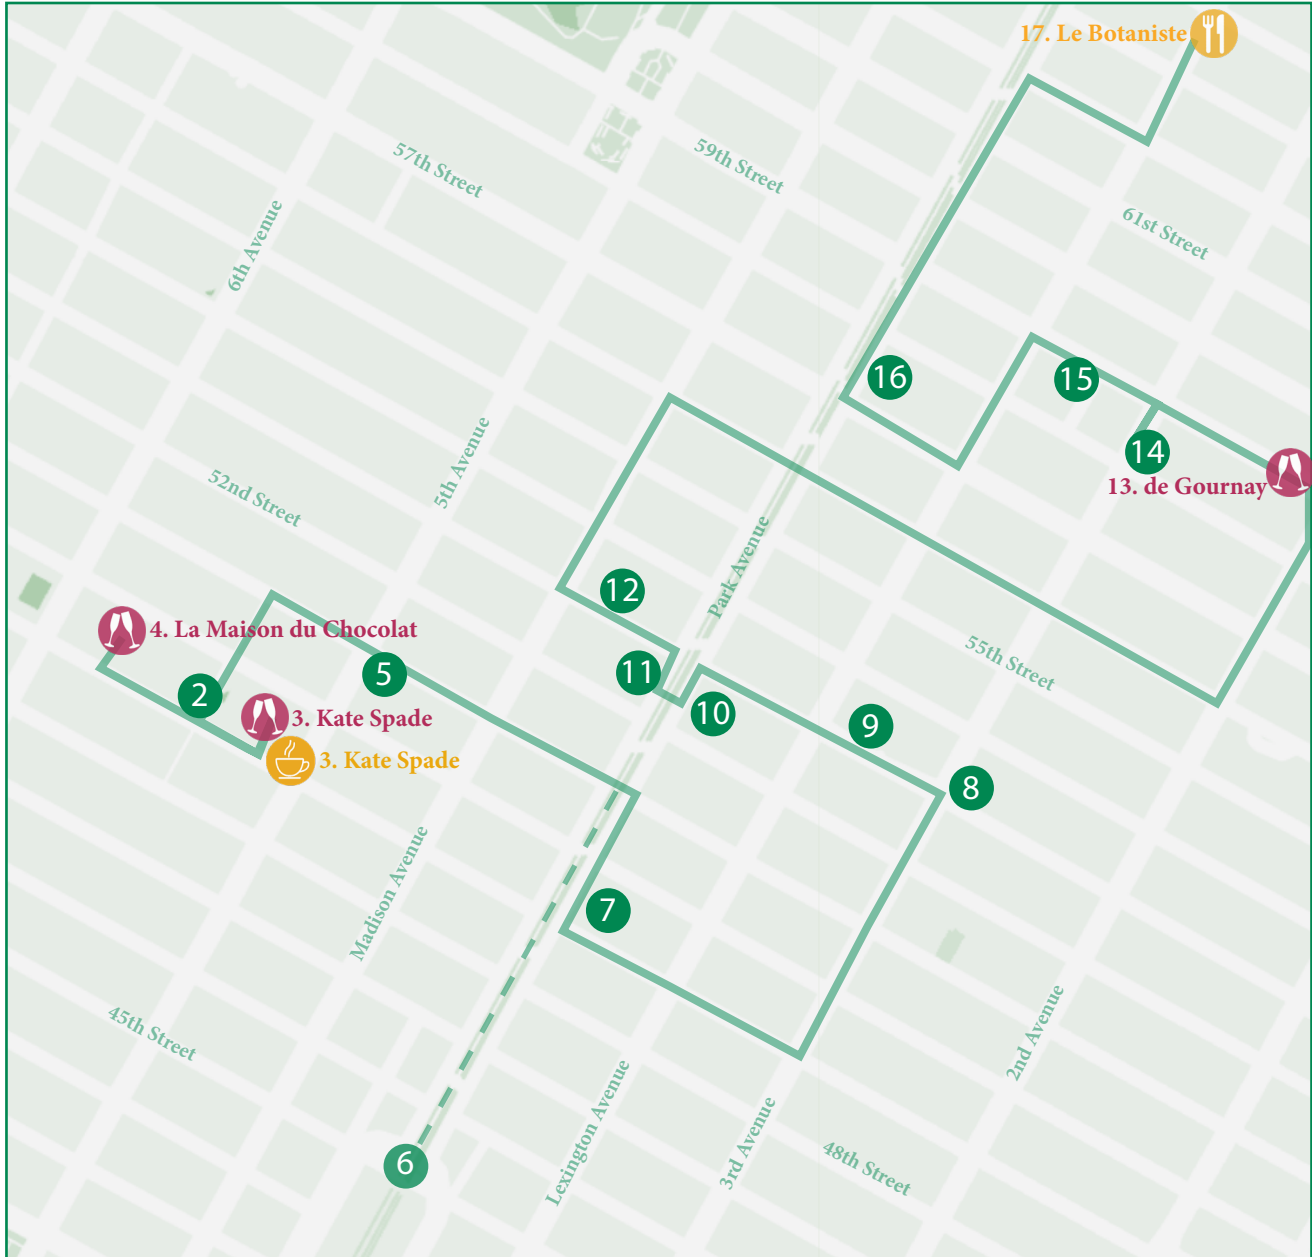 17. Le Botaniste
57th Street
59th Street
61st Street
6th Avenue
16
15
5th Avenue
14
13. de Gournay
52nd Street
Park Avenue
12
4. La Maison du Chocolat
11
55th Street
5
2
10
3. Kate Spade
9
3. Kate Spade
8
Madison Avenue
7
45th Street
2nd Avenue
Lexington Avenue
3rd Avenue
6
48th Street